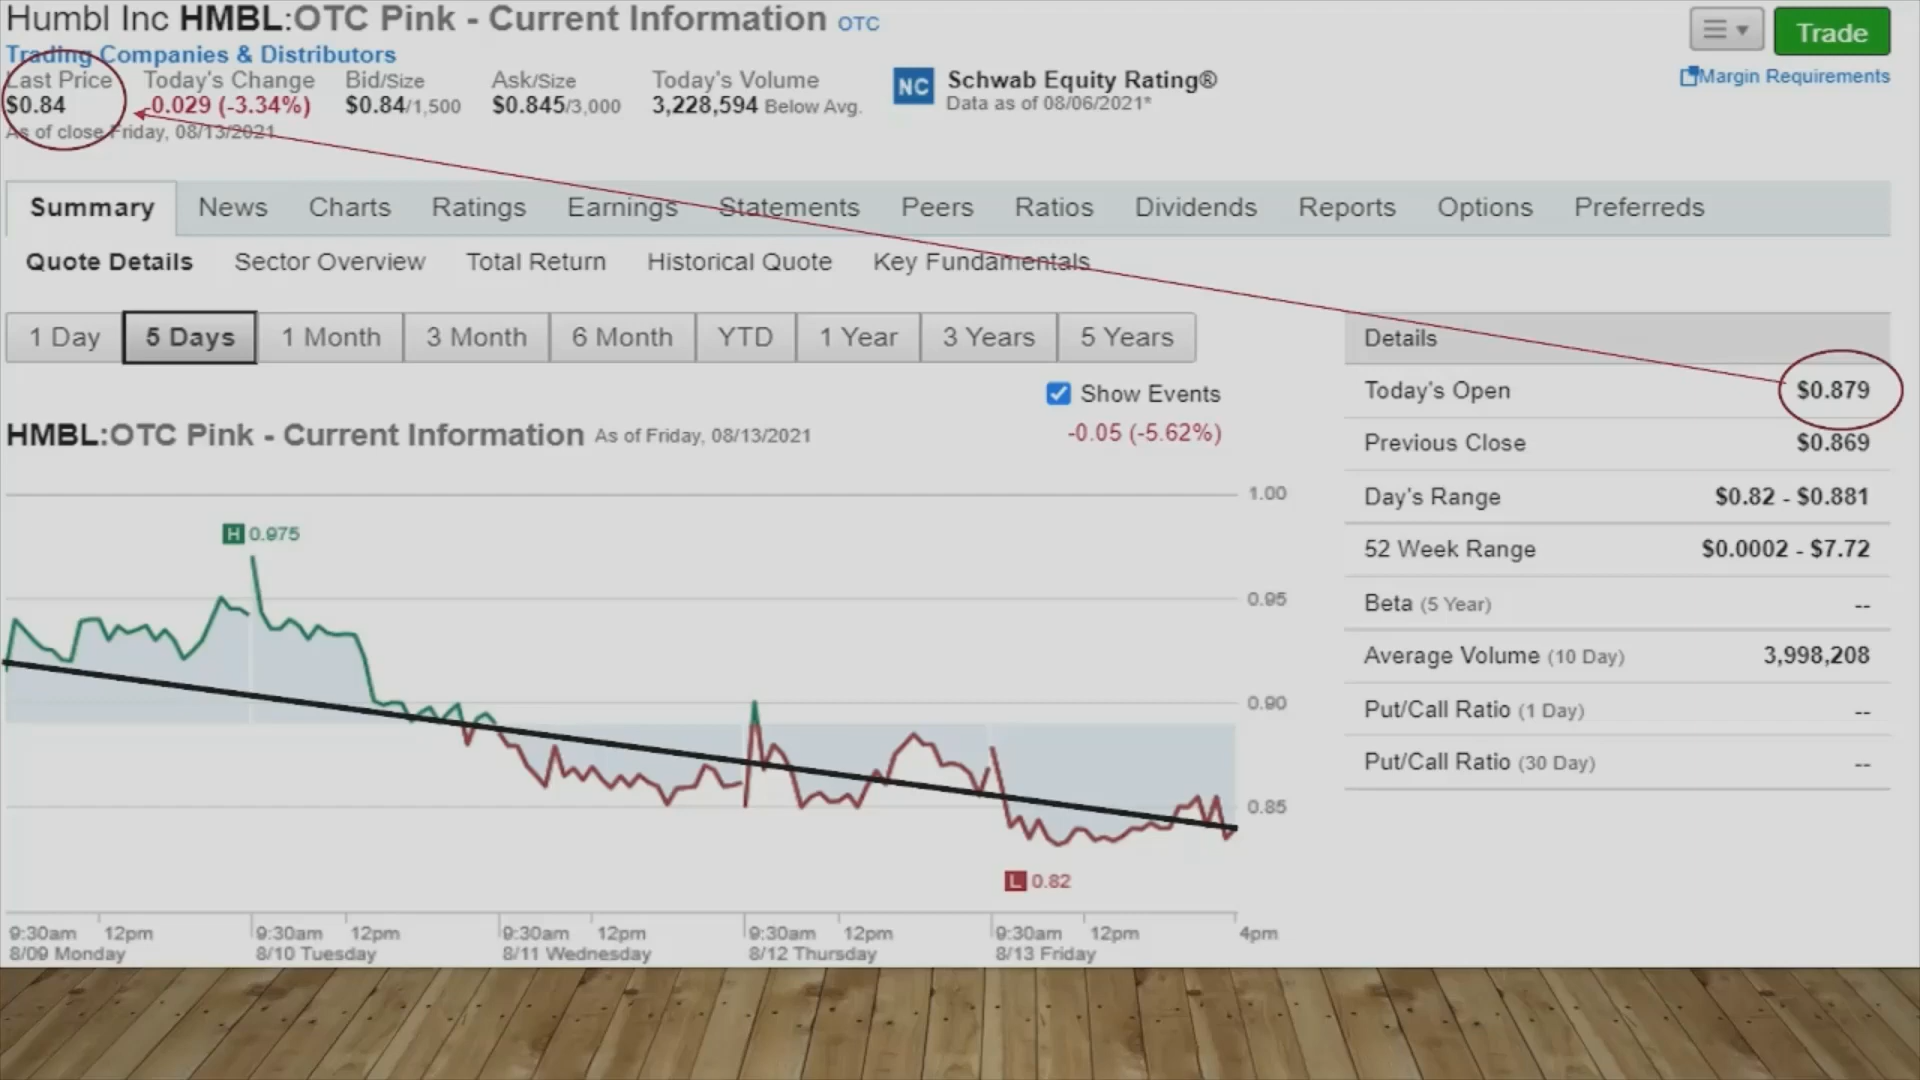 Humbl Inc HMBL:OTC Pink - Current Information OTC
Trading Companies & Distributors
Last Price Today's Change Bid/Size Ask/Size Today's Volume
$0.84 -0.029 (-3.34%) $0.84/1,500 $0.845/3,000 3,228,594 Below Avg.
As of close Friday, 08/13/2021
NC Schwab Equity Rating®
Data as of 08/06/2021*
Trade
Margin Requirements
Summary News Charts Ratings Earnings Statements Peers Ratios Dividends Reports Options Preferreds
Quote Details Sector Overview Total Return Historical Quote Key Fundamentals
1 Day 5 Days 1 Month 3 Month 6 Month YTD 1 Year 3 Years 5 Years
Show Events
HMBL:OTC Pink - Current Information As of Friday, 08/13/2021 -0.05 (-5.62%)
1.00
H 0.975
0.95
0.90
0.85
L 0.82
9:30am 12pm 9:30am 12pm 9:30am 12pm 9:30am 12pm 9:30am 12pm 4pm
8/09 Monday 8/10 Tuesday 8/11 Wednesday 8/12 Thursday 8/13 Friday
Details
Today's Open $0.879
Previous Close $0.869
Day's Range $0.82 - $0.881
52 Week Range $0.0002 - $7.72
Beta (5 Year) --
Average Volume (10 Day) 3,998,208
Put/Call Ratio (1 Day) --
Put/Call Ratio (30 Day) --